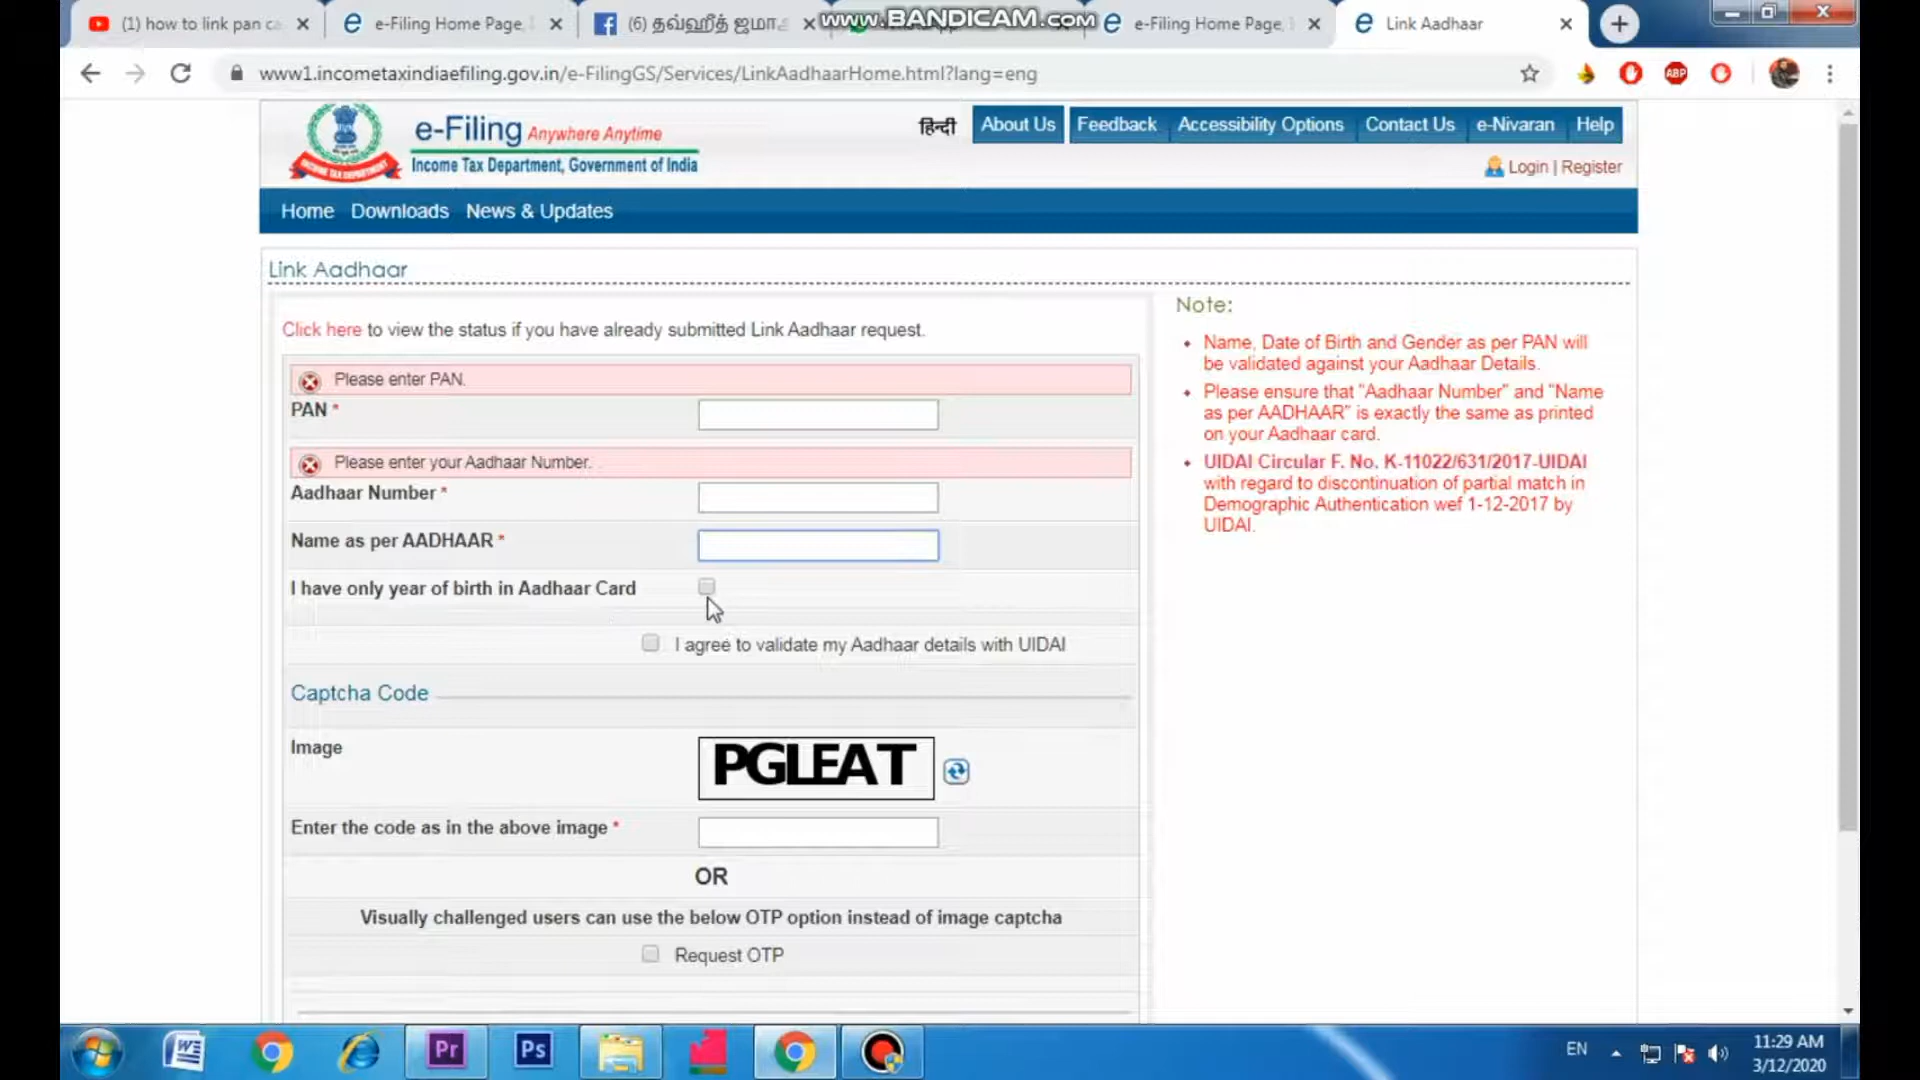 (1) how to link pan ca
e-Filing Home Page,
(6) தவ்ஹீத் ஜமா
www.BANDICAM.com
e-Filing Home Page,
Link Aadhaar
www1.incometaxindiaefiling.gov.in/e-FilingGS/Services/LinkAadhaarHome.html?lang=eng
ABP
INCOME TAX DEPARTMENT
e-Filing Anywhere Anytime
Income Tax Department, Government of India
हिन्दी About Us Feedback Accessibility Options Contact Us e-Nivaran Help
Login | Register
Home Downloads News & Updates
Link Aadhaar
Click here to view the status if you have already submitted Link Aadhaar request.
Please enter PAN.
PAN *
Please enter your Aadhaar Number.
Aadhaar Number *
Name as per AADHAAR *
I have only year of birth in Aadhaar Card
I agree to validate my Aadhaar details with UIDAI
Captcha Code
Image
PGLEAT
Enter the code as in the above image *
OR
Visually challenged users can use the below OTP option instead of image captcha
Request OTP
Note:
Name, Date of Birth and Gender as per PAN will
be validated against your Aadhaar Details.
Please ensure that "Aadhaar Number" and "Name
as per AADHAAR" is exactly the same as printed
on your Aadhaar card.
UIDAI Circular F. No. K-11022/631/2017-UIDAI
with regard to discontinuation of partial match in
Demographic Authentication wef 1-12-2017 by
UIDAI.
W
Pr
Ps
EN
11:29 AM
3/12/2020